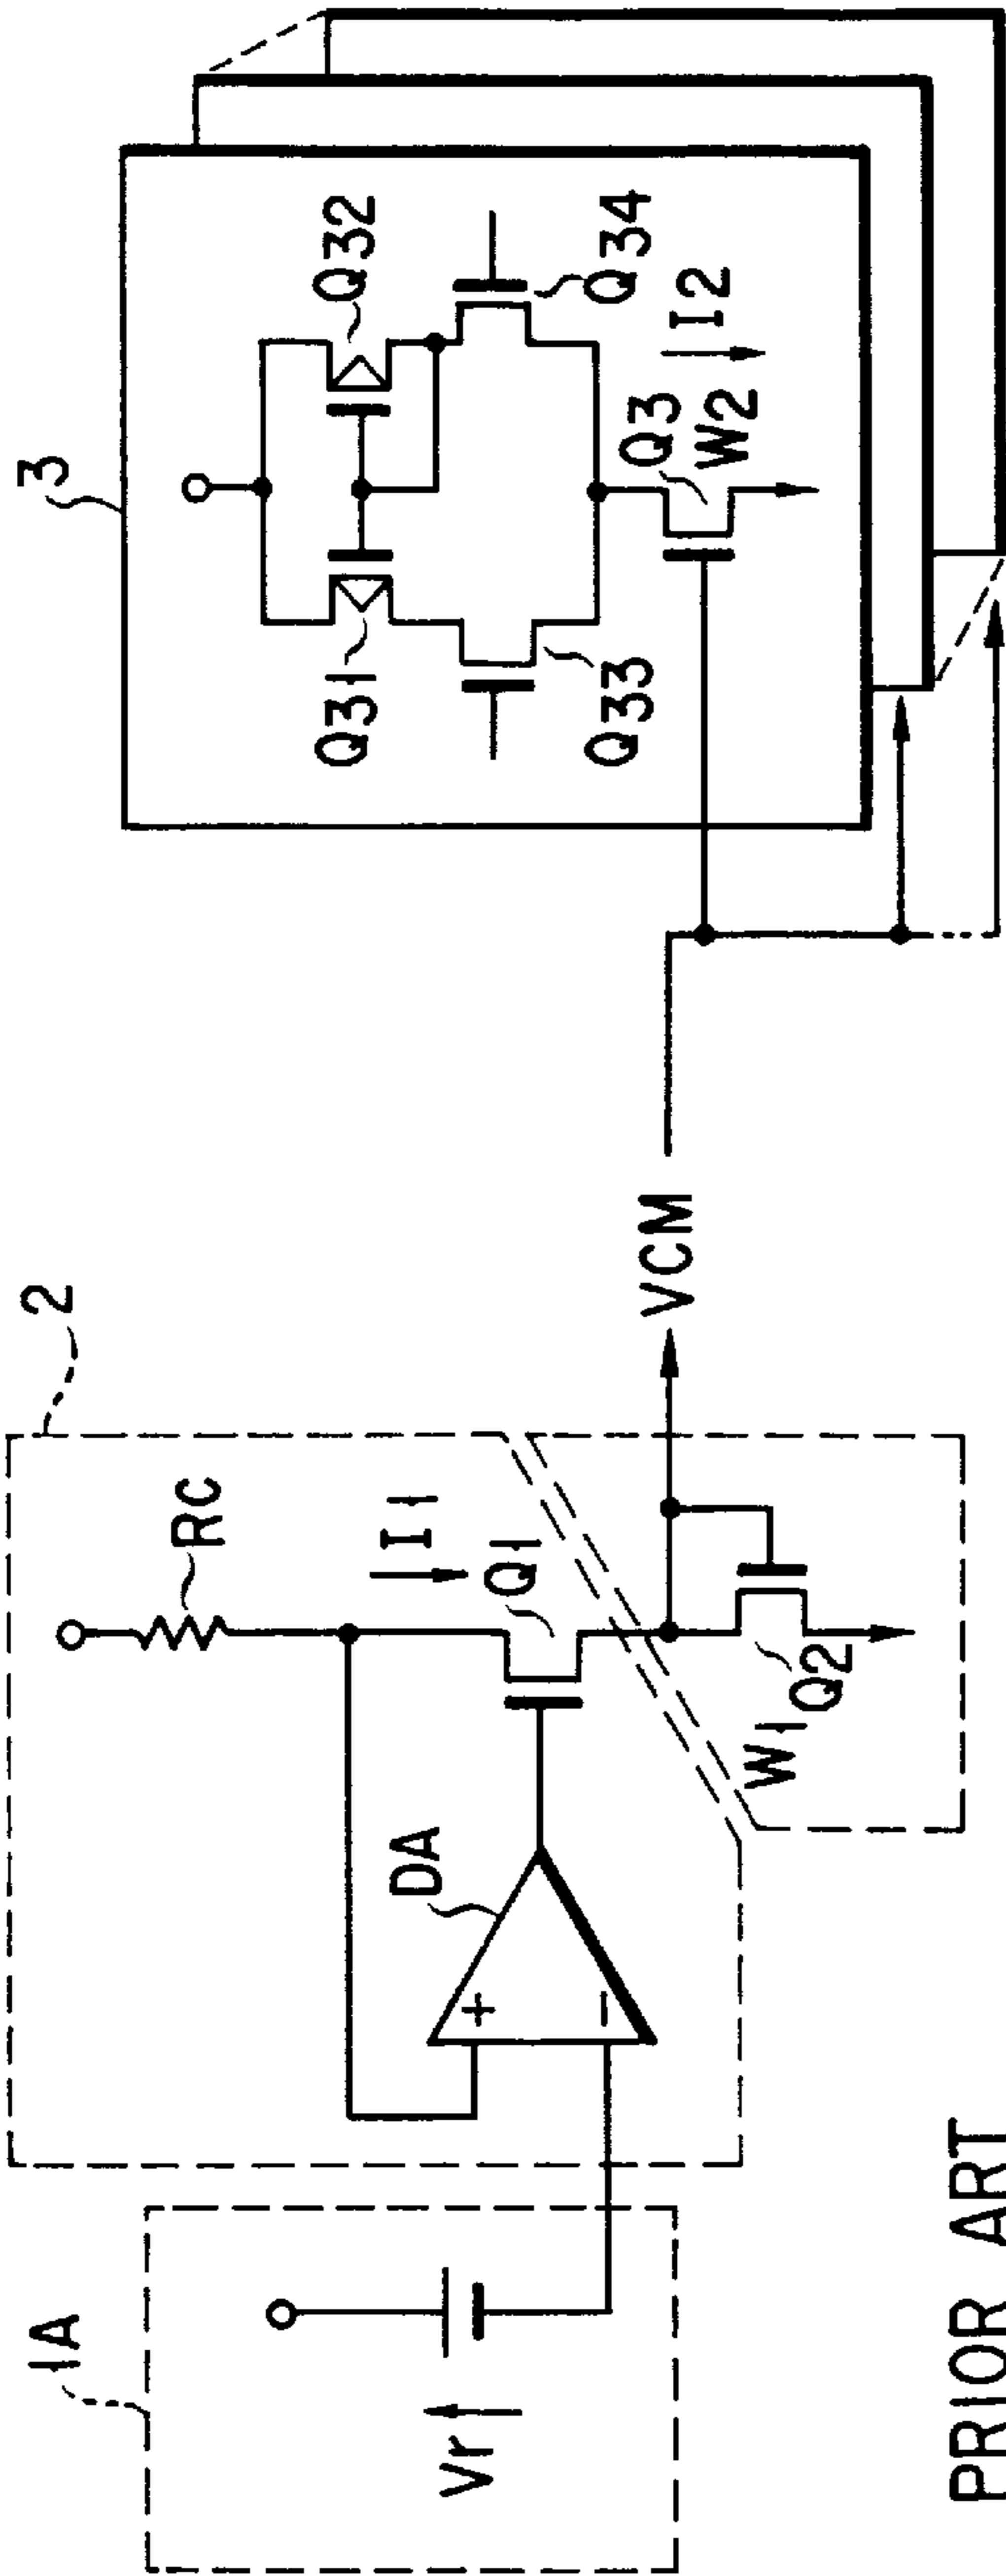 1A
Vr
2
RC
I1
DA
+
−
Q1
W1
Q2
VCM
3
Q31
Q32
Q33
Q34
Q3
W2
I2
PRIOR ART